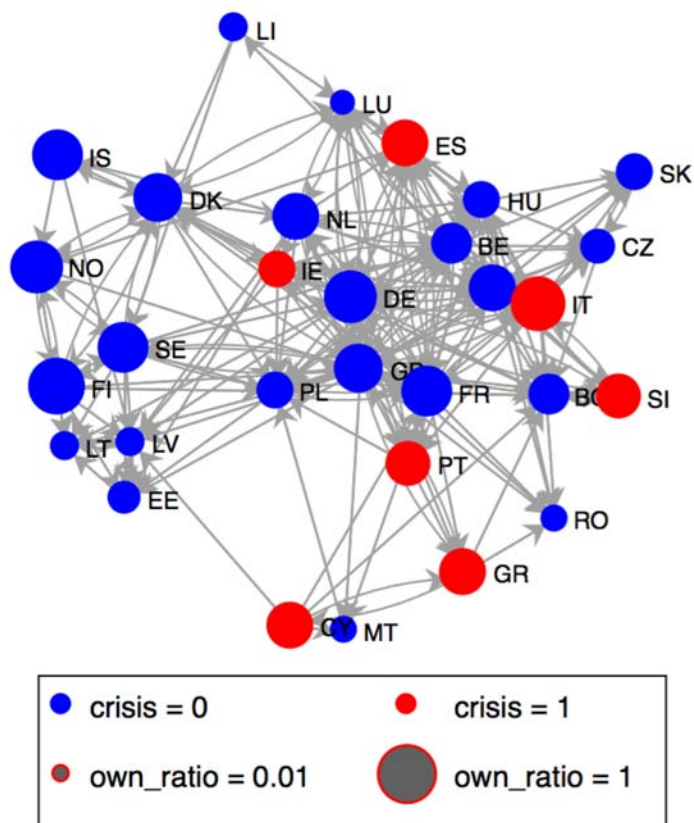 LI
LU
ES
IS
SK
DK
HU
NL
BE
CZ
NO
IE
DE
IT
SE
FI
PL
FR
SI
LT
LV
PT
EE
RO
GR
CY
MT
crisis = 0
crisis = 1
own_ratio = 0.01
own_ratio = 1